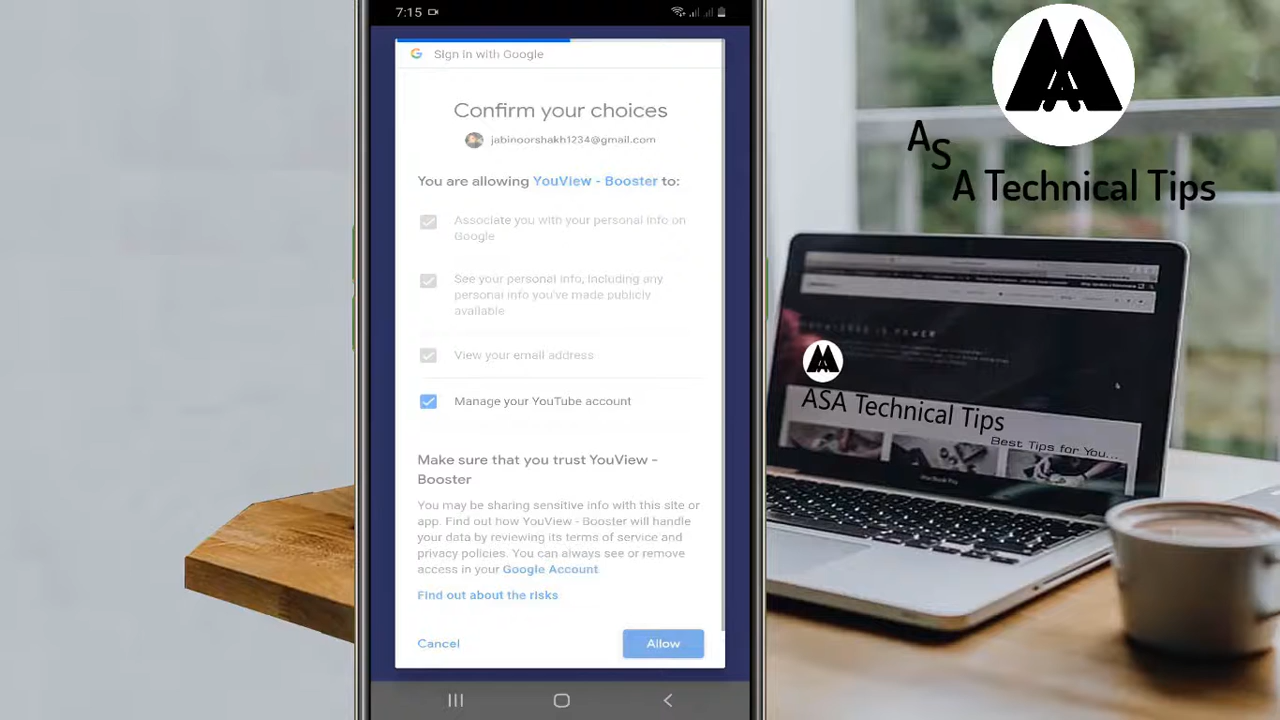 7:15
Sign in with Google
Confirm your choices
jabinoorshakh1234@gmail.com
You are allowing YouView - Booster to:
Associate you with your personal info on
Google
See your personal info, including any
personal info you've made publicly
available
View your email address
Manage your YouTube account
Make sure that you trust YouView -
Booster
You may be sharing sensitive info with this site or
app. Find out how YouView - Booster will handle
your data by reviewing its terms of service and
privacy policies. You can always see or remove
access in your Google Account
Find out about the risks
Cancel
Allow
A
S
A Technical Tips
KNOWLEDGE IS POWER
ASA Technical Tips
Best Tips for You...
MacBook Pro